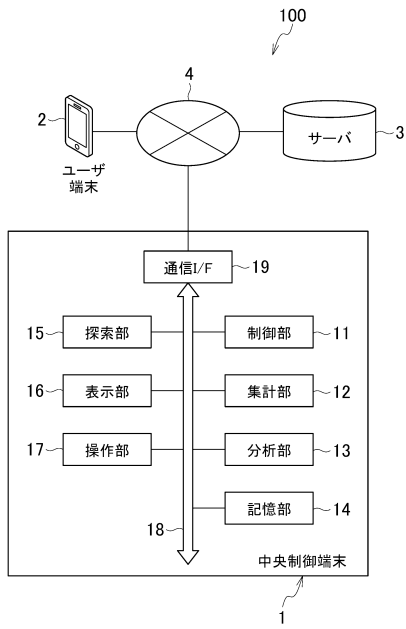 100
4
2
サーバ
3
ユーザ
端末
通信I/F
19
15
探索部
制御部
11
16
表示部
集計部
12
17
操作部
分析部
13
記憶部
14
18
中央制御端末
1